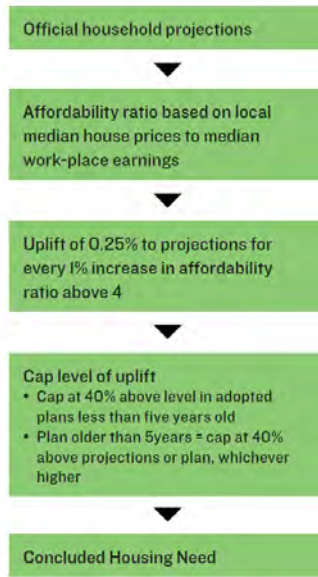 Official household projections
Affordability ratio based on local
median house prices to median
work-place earnings
Uplift of 0.25% to projections for
every 1% increase in affordability
ratio above 4
Cap level of uplift
• Cap at 40% above level in adopted
plans less than five years old
• Plan older than 5years = cap at 40%
above projections or plan, whichever
higher
Concluded Housing Need